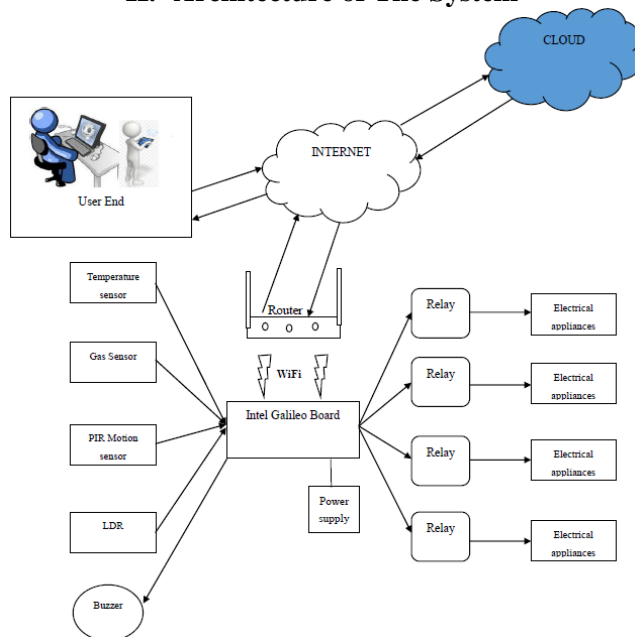 CLOUD
INTERNET
User End
Temperature
sensor
Router
Relay
Electrical
appliances
Gas Sensor
WiFi
Relay
Electrical
appliances
Intel Galileo Board
PIR Motion
sensor
Relay
Electrical
appliances
Power
supply
LDR
Relay
Electrical
appliances
Buzzer